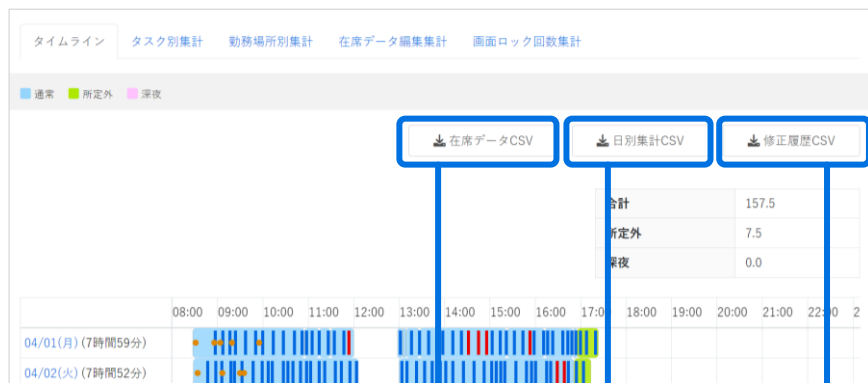 タイムライン タスク別集計 勤務場所別集計 在席データ編集集計 画面ロック回数集計
通常 所定外 深夜
在席データCSV 日別集計CSV 修正履歴CSV
合計 157.5
所定外 7.5
深夜 0.0
08:00 09:00 10:00 11:00 12:00 13:00 14:00 15:00 16:00 17:00 18:00 19:00 20:00 21:00 22:00 2
04/01(月) (7時間59分)
04/02(火) (7時間52分)